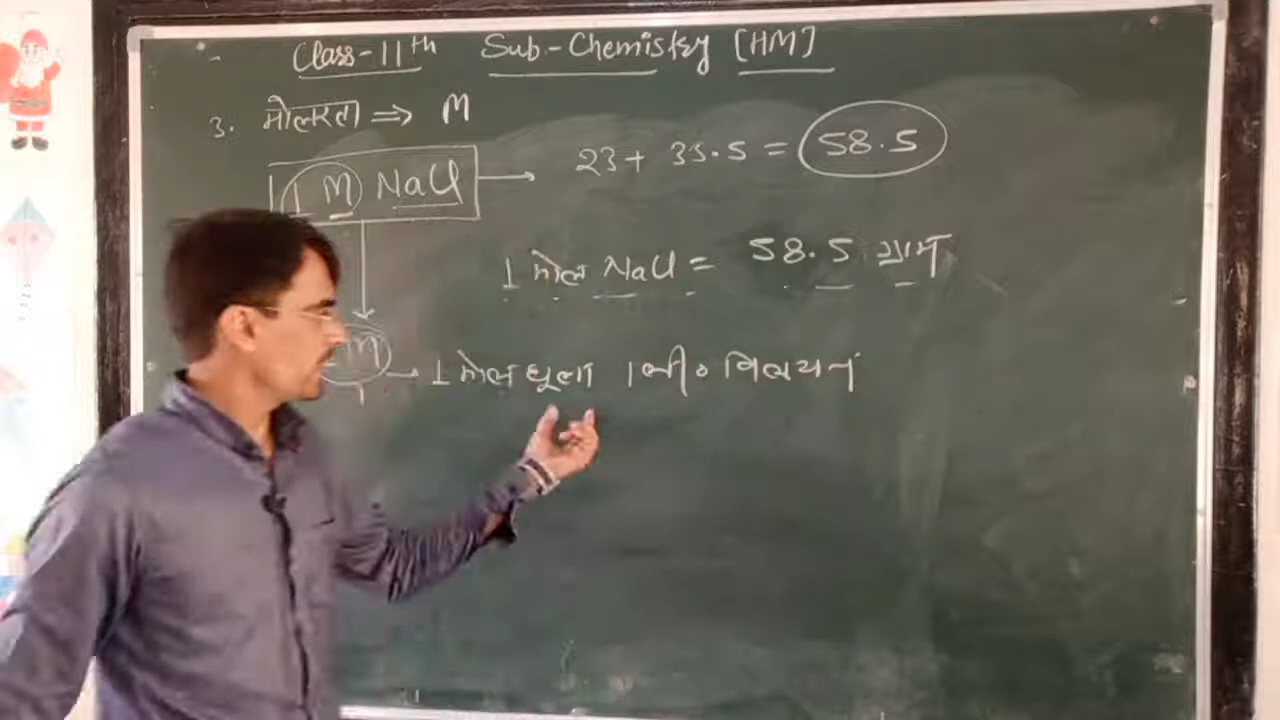 Class-11th Sub-Chemistry [HM]
3. मोलरता ⇒ M
1 M NaCl → 23 + 35.5 = 58.5
1 मोल NaCl = 58.5 ग्राम
M → 1 मोल घुला 1 ली० विलयन